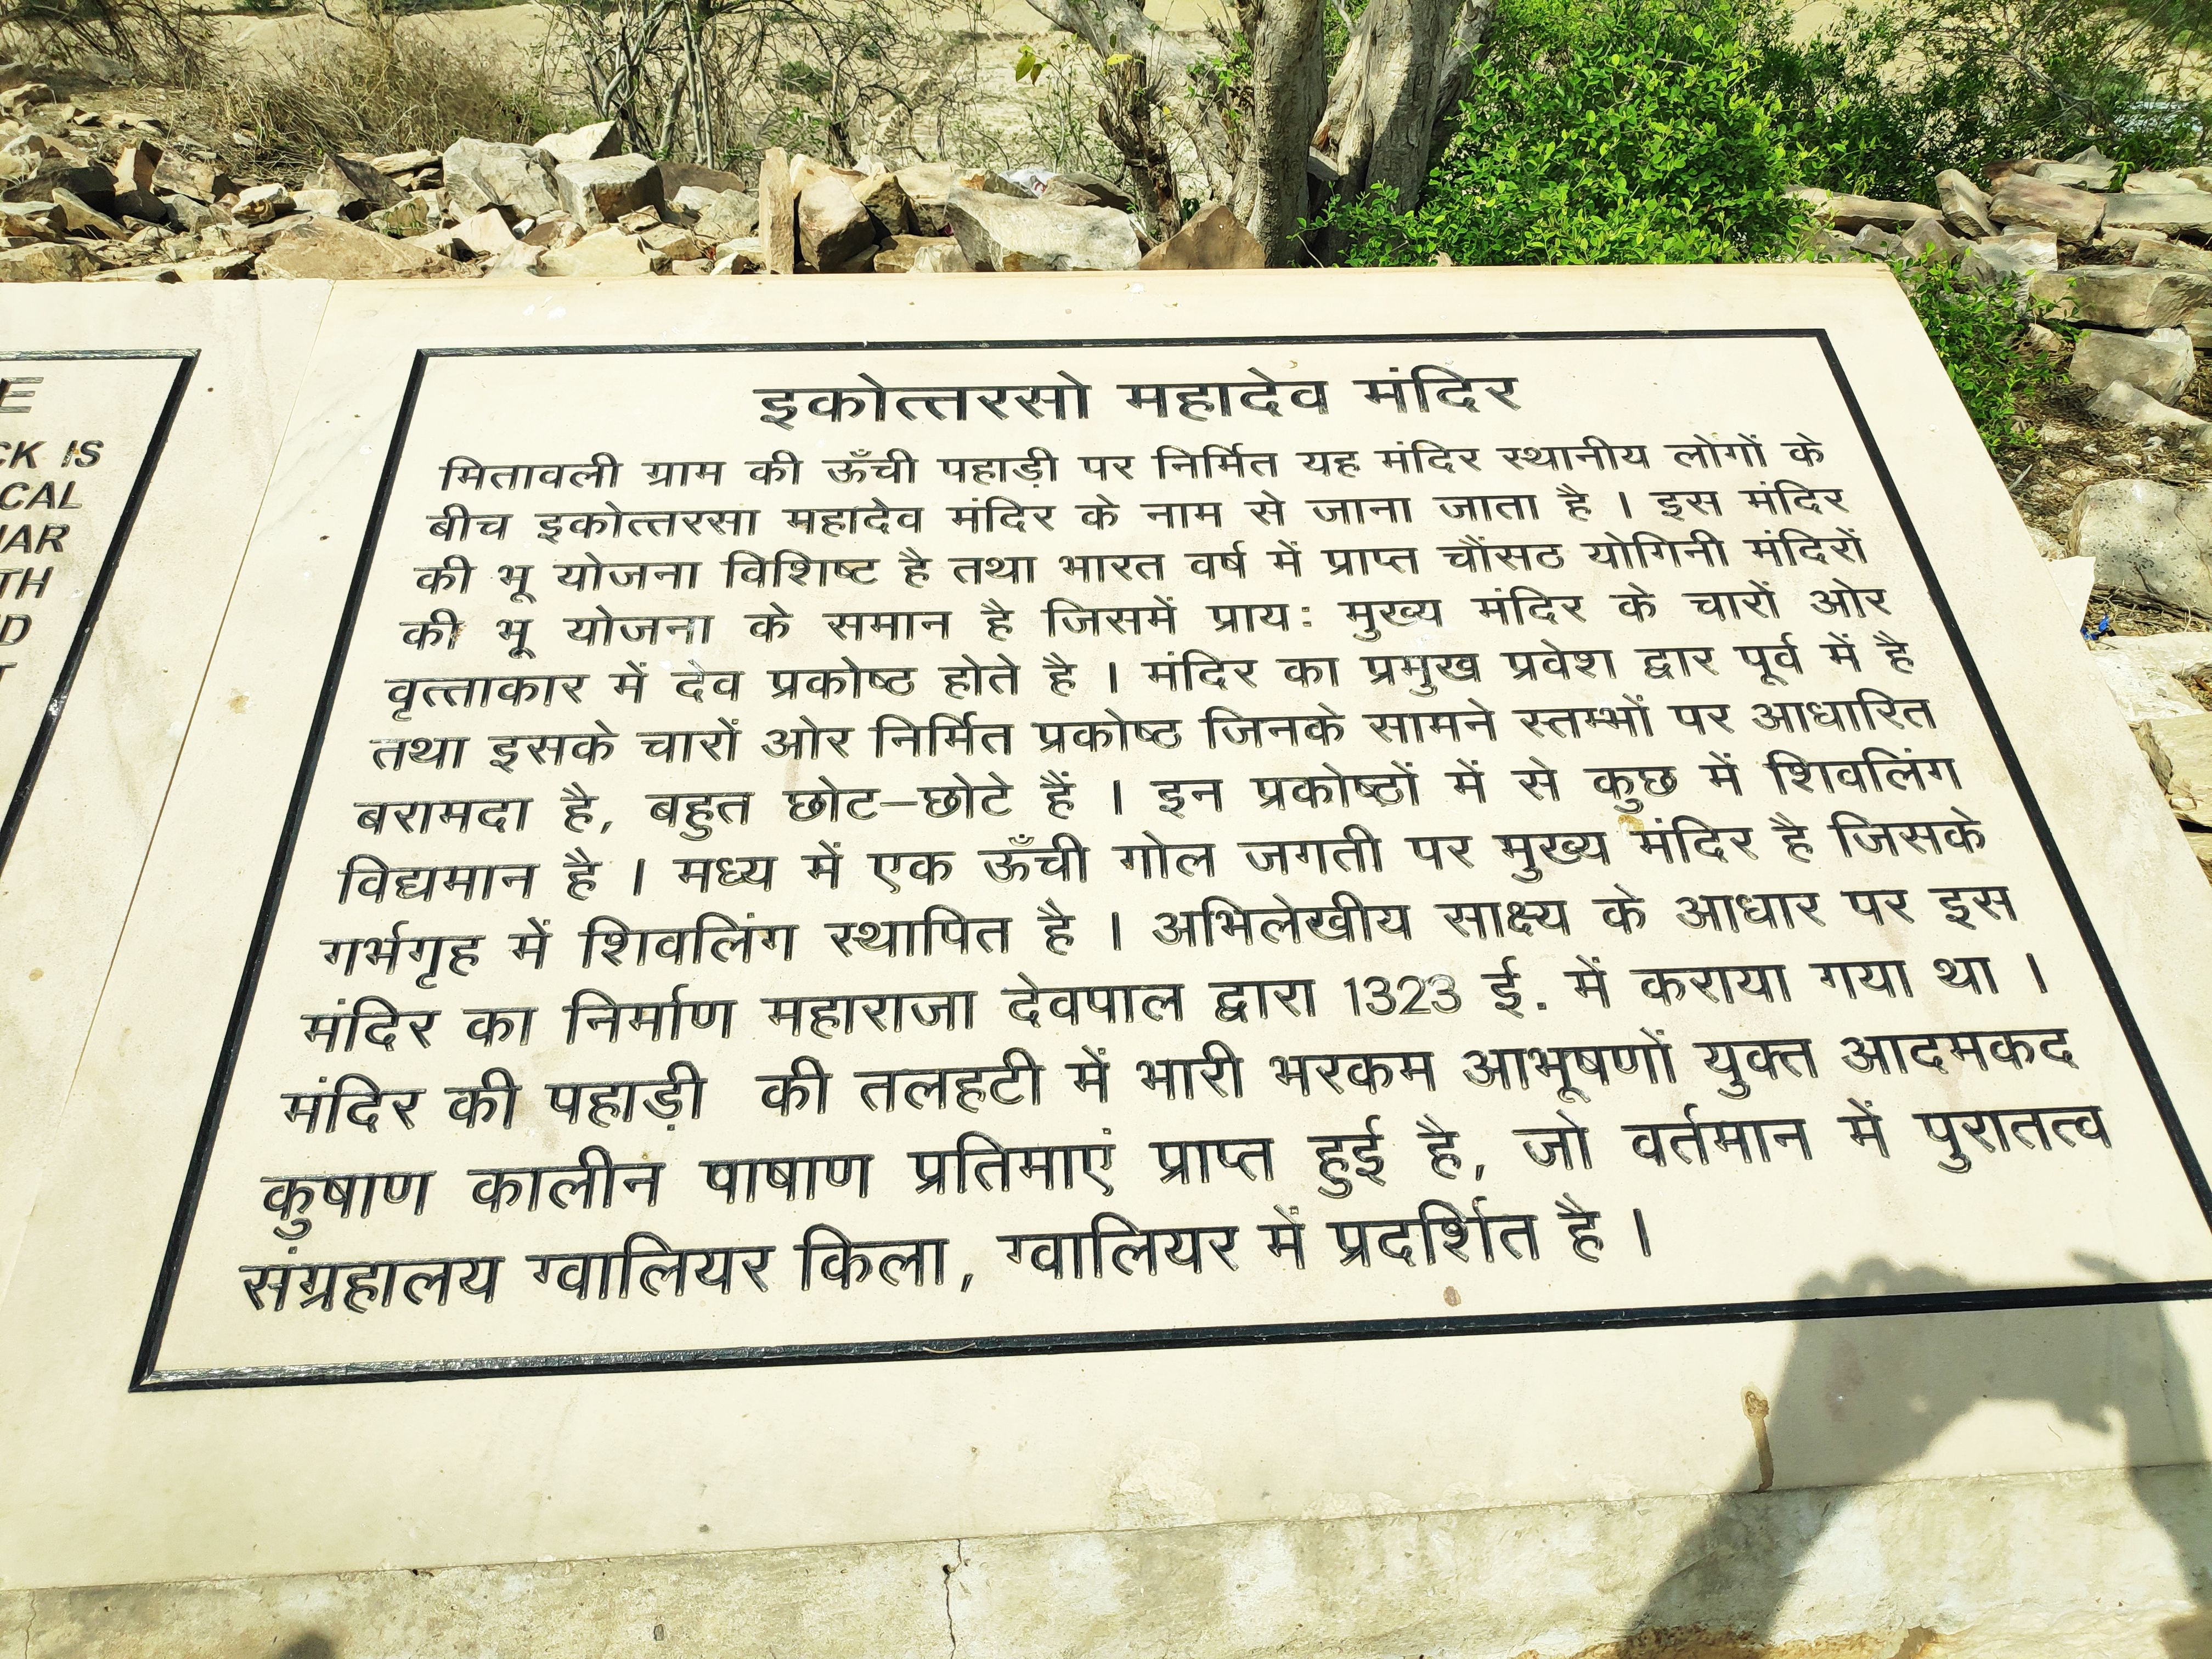 E
CK IS
CAL
HAR
TH
D
T
इकोत्तरसो महादेव मंदिर
मितावली ग्राम की ऊँची पहाड़ी पर निर्मित यह मंदिर स्थानीय लोगों के
बीच इकोत्तरसा महादेव मंदिर के नाम से जाना जाता है । इस मंदिर
की भू योजना विशिष्ट है तथा भारत वर्ष में प्राप्त चौंसठ योगिनी मंदिरों
की भू योजना के समान है जिसमें प्रायः मुख्य मंदिर के चारों ओर
वृत्ताकार में देव प्रकोष्ठ होते है । मंदिर का प्रमुख प्रवेश द्वार पूर्व में है
तथा इसके चारों ओर निर्मित प्रकोष्ठ जिनके सामने स्तम्भों पर आधारित
बरामदा है, बहुत छोट–छोटे हैं । इन प्रकोष्ठों में से कुछ में शिवलिंग
विद्यमान है । मध्य में एक ऊँची गोल जगती पर मुख्य मंदिर है जिसके
गर्भगृह में शिवलिंग स्थापित है । अभिलेखीय साक्ष्य के आधार पर इस
मंदिर का निर्माण महाराजा देवपाल द्वारा 1323 ई. में कराया गया था ।
मंदिर की पहाड़ी की तलहटी में भारी भरकम आभूषणों युक्त आदमकद
कुषाण कालीन पाषाण प्रतिमाएं प्राप्त हुई है, जो वर्तमान में पुरातत्व
संग्रहालय ग्वालियर किला, ग्वालियर में प्रदर्शित है ।